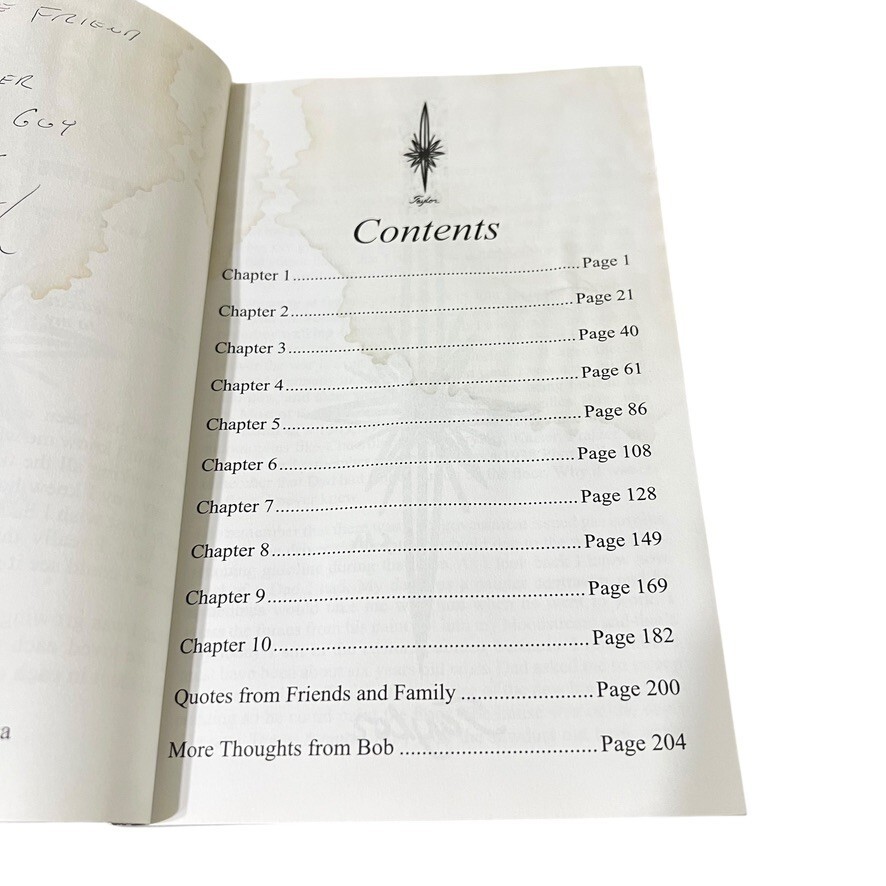 FRIEND
ER
GUY
a
Taylor
Contents
Chapter 1..........................................................Page 1
Chapter 2..........................................................Page 21
Chapter 3..........................................................Page 40
Chapter 4..........................................................Page 61
Chapter 5..........................................................Page 86
Chapter 6..........................................................Page 108
Chapter 7..........................................................Page 128
Chapter 8..........................................................Page 149
Chapter 9..........................................................Page 169
Chapter 10.........................................................Page 182
Quotes from Friends and Family .......................Page 200
More Thoughts from Bob ..................................Page 204